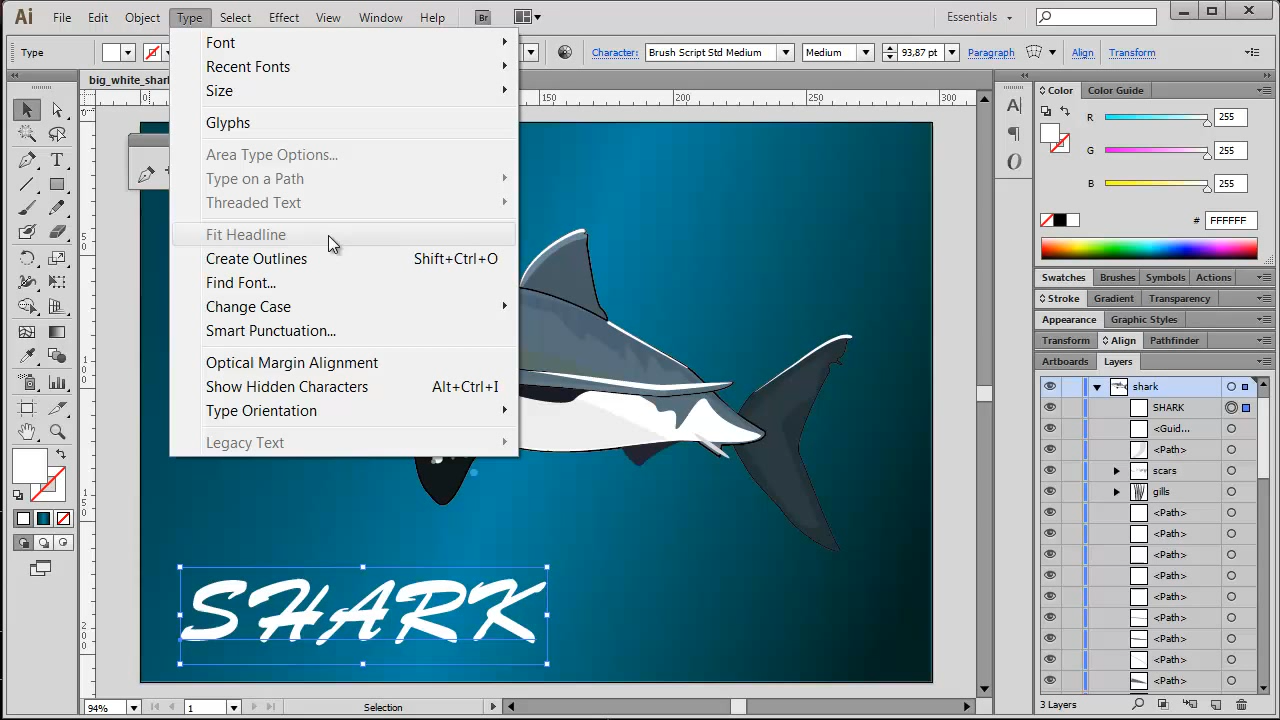 Ai File Edit Object Type Select Effect View Window Help Br Essentials
Type Character: Brush Script Std Medium Medium 93,87 pt Paragraph Align Transform
big_white_shar
0 150 200 250 300
Font
Recent Fonts
Size
Glyphs
Area Type Options...
Type on a Path
Threaded Text
Fit Headline
Create Outlines Shift+Ctrl+O
Find Font...
Change Case
Smart Punctuation...
Optical Margin Alignment
Show Hidden Characters Alt+Ctrl+I
Type Orientation
Legacy Text
SHARK
Color Color Guide
R 255
G 255
B 255
# FFFFFF
Swatches Brushes Symbols Actions
Stroke Gradient Transparency
Appearance Graphic Styles
Transform Align Pathfinder
Artboards Layers
shark
SHARK
<Guid...
<Path>
scars
gills
<Path>
<Path>
<Path>
<Path>
<Path>
<Path>
<Path>
<Path>
<Path>
3 Layers
94% 1 Selection